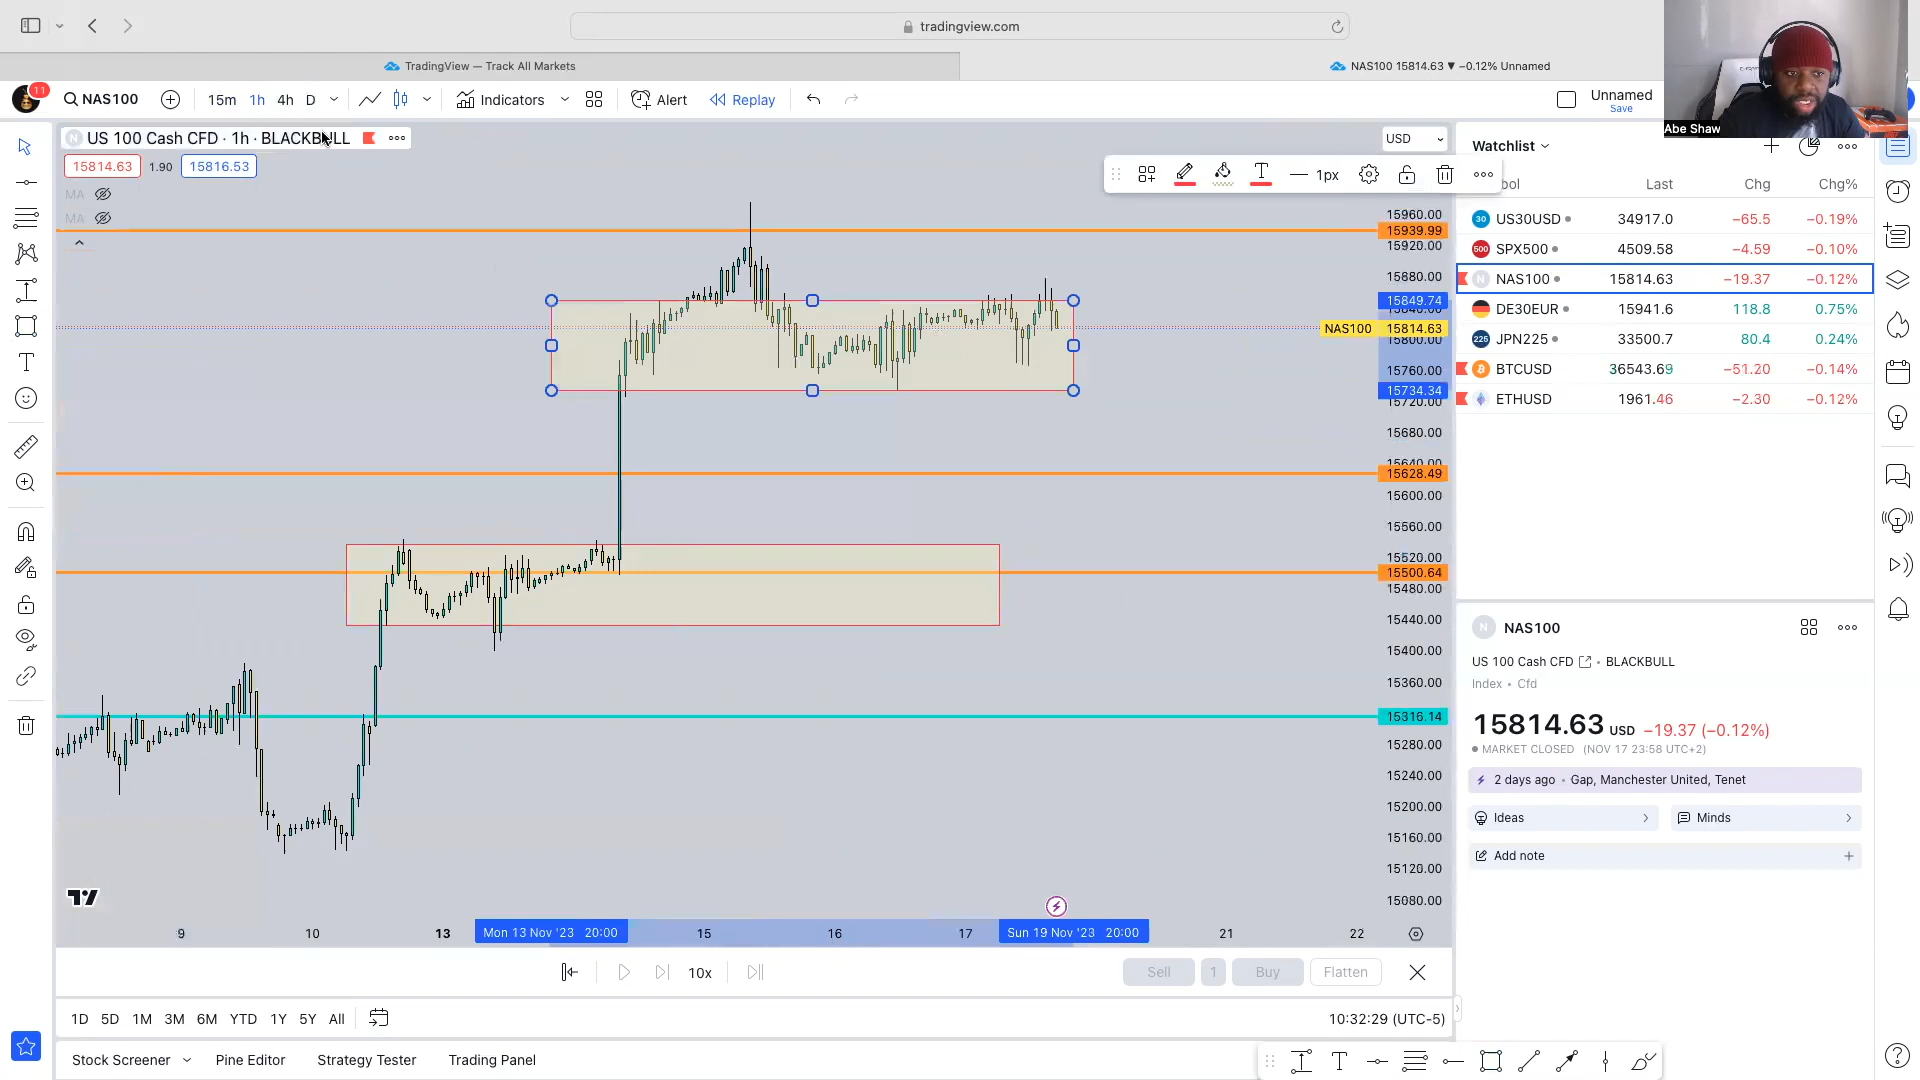 tradingview.com
TradingView — Track All Markets
NAS100 15814.63 ▼ −0.12% Unnamed
11
NAS100
15m 1h 4h D
Indicators
Alert
Replay
Unnamed
Save
Abe Shaw
N US 100 Cash CFD · 1h · BLACKBULL
15814.63 1.90 15816.53
MA
MA
USD
1px
15960.00
15939.99
15920.00
15880.00
15849.74
NAS100 15814.63
15800.00
15760.00
15734.34
15720.00
15680.00
15640.00
15628.49
15600.00
15560.00
15520.00
15500.64
15480.00
15440.00
15400.00
15360.00
15316.14
15280.00
15240.00
15200.00
15160.00
15120.00
15080.00
9 10 13 Mon 13 Nov '23 20:00 15 16 17 Sun 19 Nov '23 20:00 21 22
10x
Sell 1 Buy Flatten
1D 5D 1M 3M 6M YTD 1Y 5Y All
10:32:29 (UTC-5)
Stock Screener Pine Editor Strategy Tester Trading Panel
Watchlist
Last Chg Chg%
30 US30USD 34917.0 −65.5 −0.19%
500 SPX500 4509.58 −4.59 −0.10%
N NAS100 15814.63 −19.37 −0.12%
DE30EUR 15941.6 118.8 0.75%
225 JPN225 33500.7 80.4 0.24%
BTCUSD 36543.69 −51.20 −0.14%
ETHUSD 1961.46 −2.30 −0.12%
N NAS100
US 100 Cash CFD • BLACKBULL
Index • Cfd
15814.63 USD −19.37 (−0.12%)
MARKET CLOSED (NOV 17 23:58 UTC+2)
2 days ago • Gap, Manchester United, Tenet
Ideas
Minds
Add note